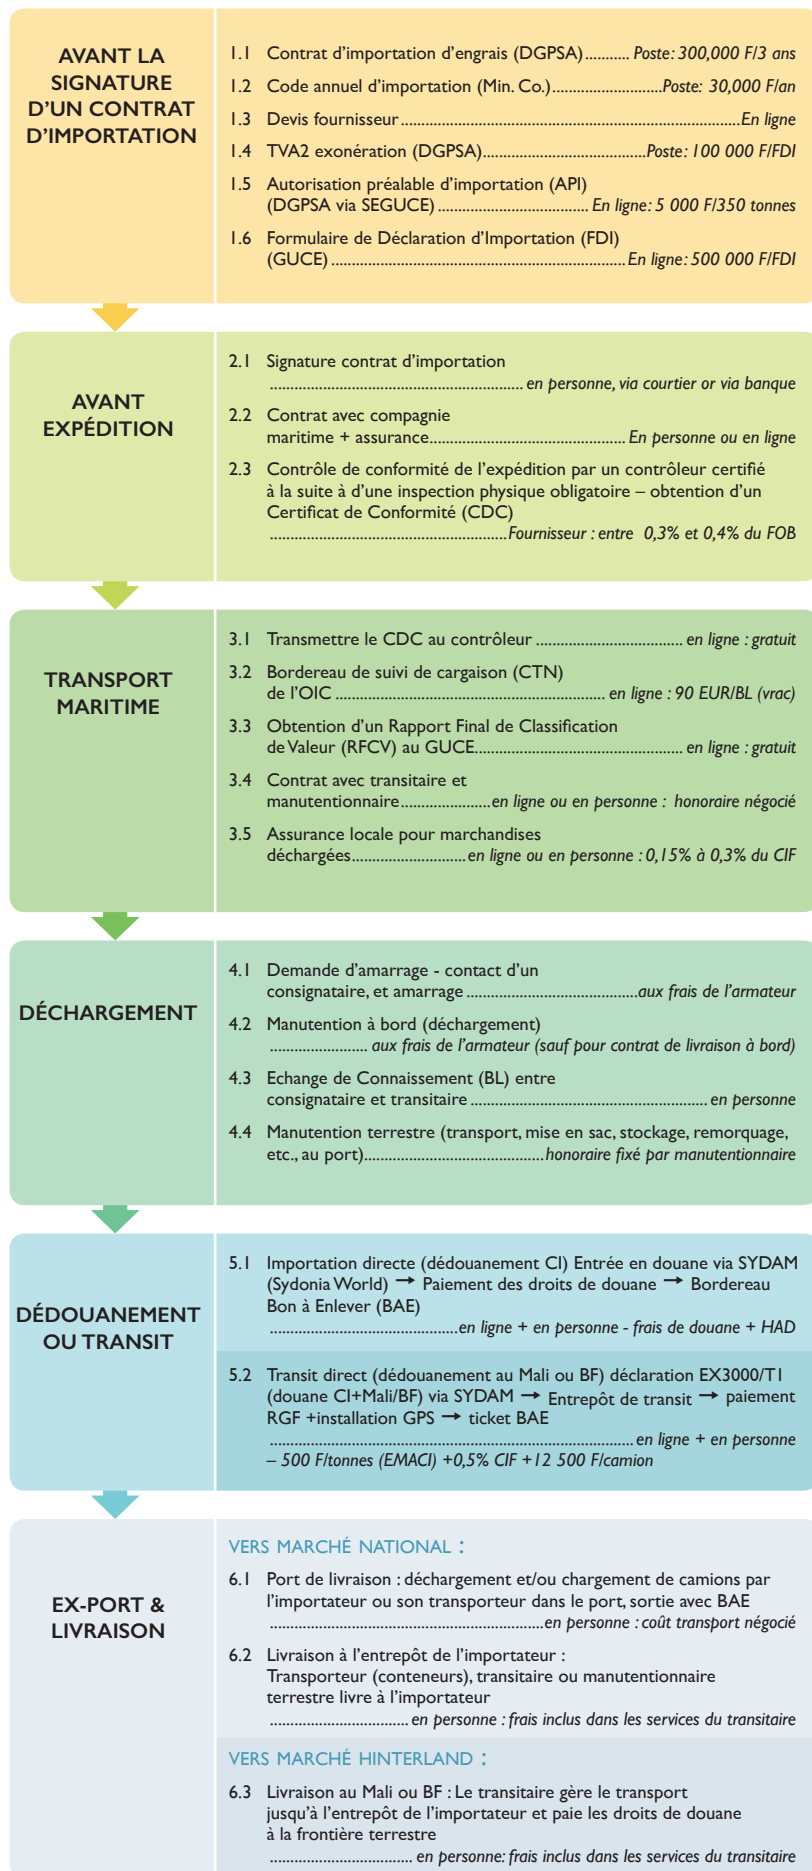 AVANT LA
SIGNATURE
D'UN CONTRAT
D'IMPORTATION
1.1 Contrat d'importation d'engrais (DGPSA)........... Poste: 300,000 F/3 ans
1.2 Code annuel d'importation (Min. Co.)..........................Poste: 30,000 F/an
1.3 Devis fournisseur.................................................................................En ligne
1.4 TVA2 exonération (DGPSA).......................................Poste: 100 000 F/FDI
1.5 Autorisation préalable d'importation (API)
(DGPSA via SEGUCE) .................................... En ligne: 5 000 F/350 tonnes
1.6 Formulaire de Déclaration d'Importation (FDI)
(GUCE) ......................................................................En ligne: 500 000 F/FDI
AVANT
EXPÉDITION
2.1 Signature contrat d'importation
............................................................. en personne, via courtier or via banque
2.2 Contrat avec compagnie
maritime + assurance............................................... En personne ou en ligne
2.3 Contrôle de conformité de l'expédition par un contrôleur certifié
à la suite à d'une inspection physique obligatoire – obtention d'un
Certificat de Conformité (CDC)
.........................................................Fournisseur : entre 0,3% et 0,4% du FOB
TRANSPORT
MARITIME
3.1 Transmettre le CDC au contrôleur ................................... en ligne : gratuit
3.2 Bordereau de suivi de cargaison (CTN)
de l'OIC ................................................................. en ligne : 90 EUR/BL (vrac)
3.3 Obtention d'un Rapport Final de Classification
de Valeur (RFCV) au GUCE.................................................. en ligne : gratuit
3.4 Contrat avec transitaire et
manutentionnaire......................en ligne ou en personne : honoraire négocié
3.5 Assurance locale pour marchandises
déchargées...........................en ligne ou en personne : 0,15% à 0,3% du CIF
DÉCHARGEMENT
4.1 Demande d'amarrage - contact d'un
consignataire, et amarrage .........................................aux frais de l'armateur
4.2 Manutention à bord (déchargement)
....................... aux frais de l'armateur (sauf pour contrat de livraison à bord)
4.3 Echange de Connaissement (BL) entre
consignataire et transitaire ......................................................... en personne
4.4 Manutention terrestre (transport, mise en sac, stockage, remorquage,
etc., au port)...........................................honoraire fixé par manutentionnaire
DÉDOUANEMENT
OU TRANSIT
5.1 Importation directe (dédouanement CI) Entrée en douane via SYDAM
(Sydonia World) → Paiement des droits de douane → Bordereau
Bon à Enlever (BAE)
.............................................en ligne + en personne - frais de douane + HAD
5.2 Transit direct (dédouanement au Mali ou BF) déclaration EX3000/T1
(douane CI+Mali/BF) via SYDAM → Entrepôt de transit → paiement
RGF +installation GPS → ticket BAE
....................................................................................... en ligne + en personne
– 500 F/tonnes (EMACI) +0,5% CIF +12 500 F/camion
EX-PORT &
LIVRAISON
VERS MARCHÉ NATIONAL :
6.1 Port de livraison : déchargement et/ou chargement de camions par
l'importateur ou son transporteur dans le port, sortie avec BAE
.................................................................en personne : coût transport négocié
6.2 Livraison à l'entrepôt de l'importateur :
Transporteur (conteneurs), transitaire ou manutentionnaire
terrestre livre à l'importateur
................................. en personne : frais inclus dans les services du transitaire
VERS MARCHÉ HINTERLAND :
6.3 Livraison au Mali ou BF : Le transitaire gère le transport
jusqu'à l'entrepôt de l'importateur et paie les droits de douane
à la frontière terrestre
.................................. en personne: frais inclus dans les services du transitaire